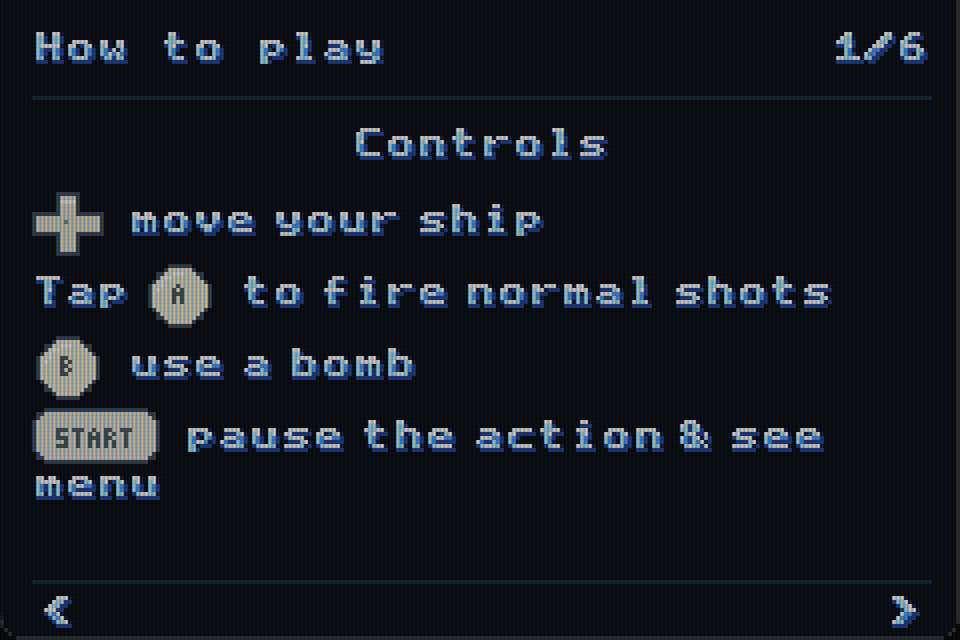 How to play 1/6
Controls
move your ship
Tap A to fire normal shots
B use a bomb
START pause the action & see
menu
< >